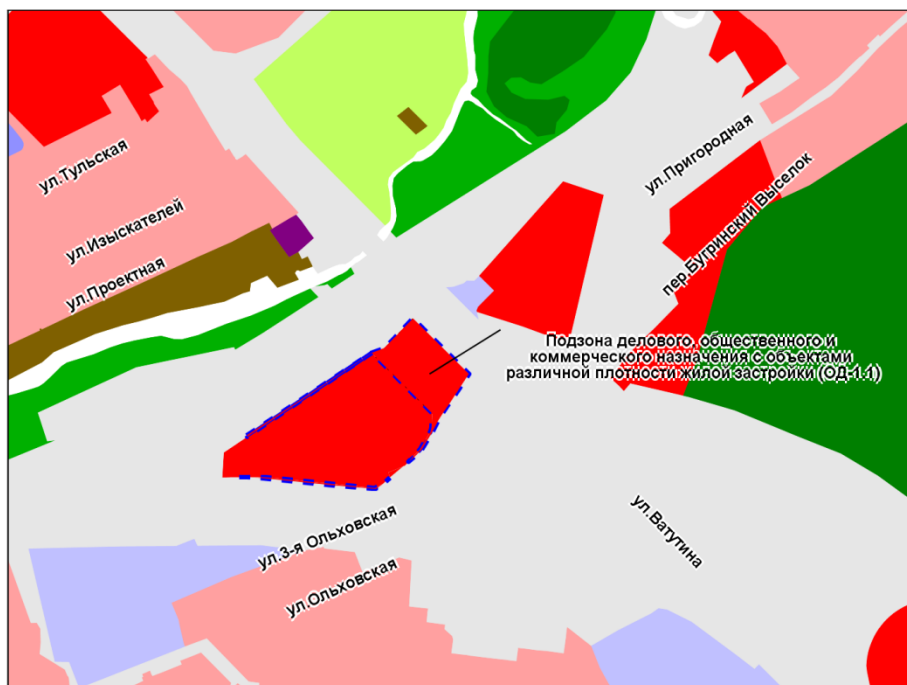 ул.Тульская
ул.Изыскателей
ул.Проектная
ул.Пригородная
пер.Бугринский Выселок
Подзона делового, общественного и
коммерческого назначения с объектами
различной плотности жилой застройки (ОД-1.1)
ул.3-я Ольховская
ул.Ольховская
ул.Ватутина